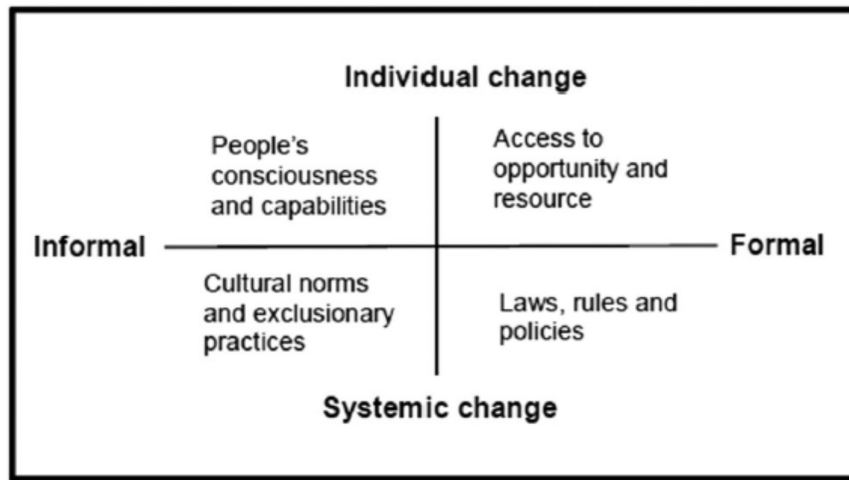 Individual change
People's
consciousness
and capabilities
Access to
opportunity and
resource
Informal
Formal
Cultural norms
and exclusionary
practices
Laws, rules and
policies
Systemic change